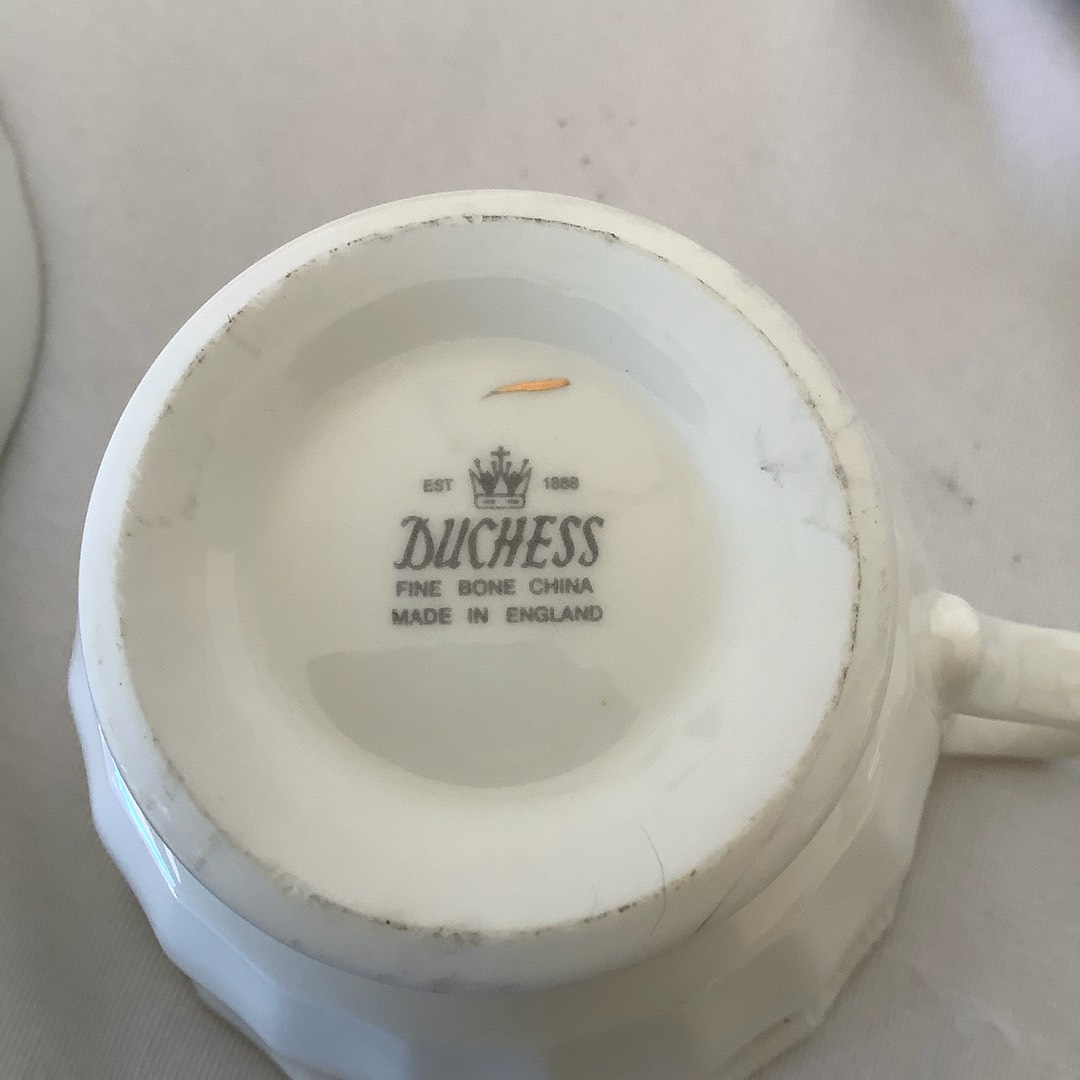 EST 1888
DUCHESS
FINE BONE CHINA
MADE IN ENGLAND